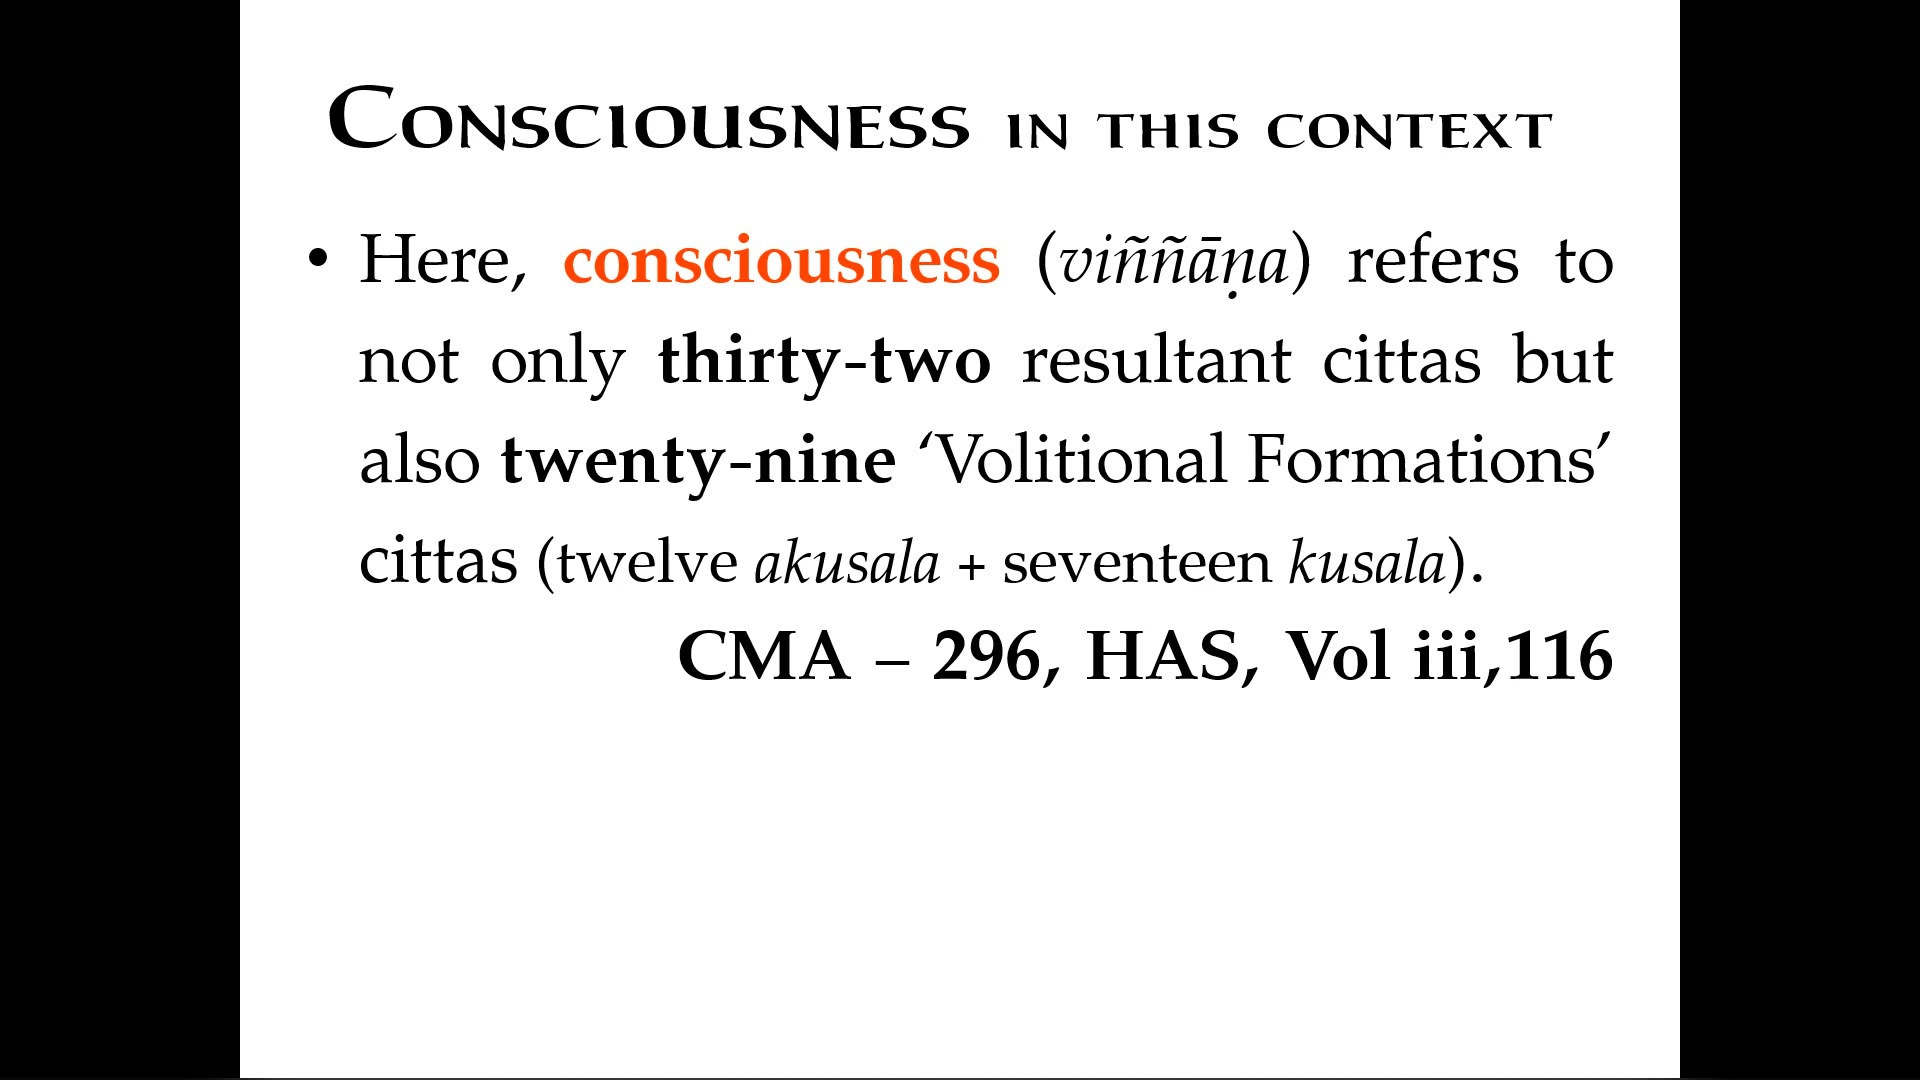 Consciousness in this context
• Here, consciousness (viññāṇa) refers to
not only thirty-two resultant cittas but
also twenty-nine ‘Volitional Formations’
cittas (twelve akusala + seventeen kusala).
CMA – 296, HAS, Vol iii,116